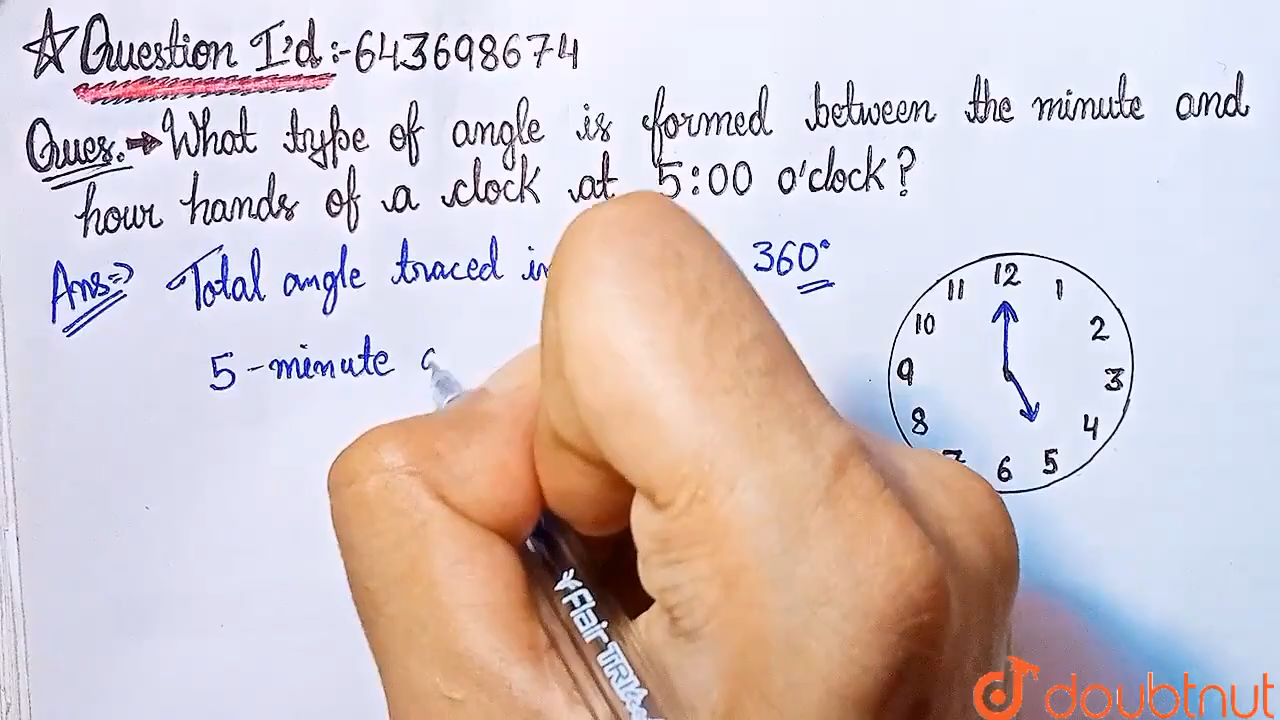 ☆ Question I'd:-643698674
Ques.→ What type of angle is formed between the minute and
hour hands of a clock at 5:00 o'clock?
Ans⇒ Total angle traced in 360°
5-minute
12
11 1
10 2
9 3
8 4
7 6 5
Flair
doubtnut